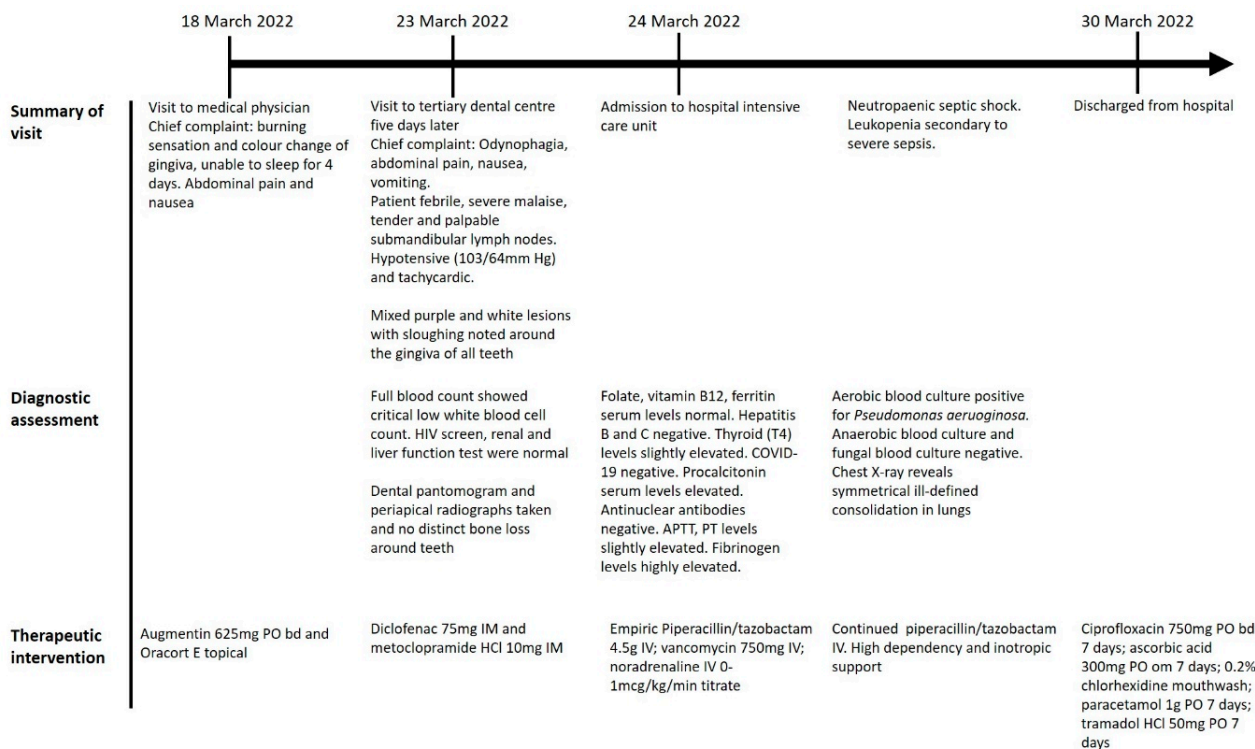 18 March 2022
23 March 2022
24 March 2022
30 March 2022
Summary of
visit
Visit to medical physician
Chief complaint: burning
sensation and colour change of
gingiva, unable to sleep for 4
days. Abdominal pain and
nausea
Visit to tertiary dental centre
five days later
Chief complaint: Odynophagia,
abdominal pain, nausea,
vomiting.
Patient febrile, severe malaise,
tender and palpable
submandibular lymph nodes.
Hypotensive (103/64mm Hg)
and tachycardic.
Mixed purple and white lesions
with sloughing noted around
the gingiva of all teeth
Admission to hospital intensive
care unit
Neutropaenic septic shock.
Leukopenia secondary to
severe sepsis.
Discharged from hospital
Diagnostic
assessment
Full blood count showed
critical low white blood cell
count. HIV screen, renal and
liver function test were normal
Dental pantomogram and
periapical radiographs taken
and no distinct bone loss
around teeth
Folate, vitamin B12, ferritin
serum levels normal. Hepatitis
B and C negative. Thyroid (T4)
levels slightly elevated. COVID-
19 negative. Procalcitonin
serum levels elevated.
Antinuclear antibodies
negative. APTT, PT levels
slightly elevated. Fibrinogen
levels highly elevated.
Aerobic blood culture positive
for Pseudomonas aeruoginosa.
Anaerobic blood culture and
fungal blood culture negative.
Chest X-ray reveals
symmetrical ill-defined
consolidation in lungs
Therapeutic
intervention
Augmentin 625mg PO bd and
Oracort E topical
Diclofenac 75mg IM and
metoclopramide HCl 10mg IM
Empiric Piperacillin/tazobactam
4.5g IV; vancomycin 750mg IV;
noradrenaline IV 0-
1mcg/kg/min titrate
Continued piperacillin/tazobactam
IV. High dependency and inotropic
support
Ciprofloxacin 750mg PO bd
7 days; ascorbic acid
300mg PO om 7 days; 0.2%
chlorhexidine mouthwash;
paracetamol 1g PO 7 days;
tramadol HCl 50mg PO 7
days